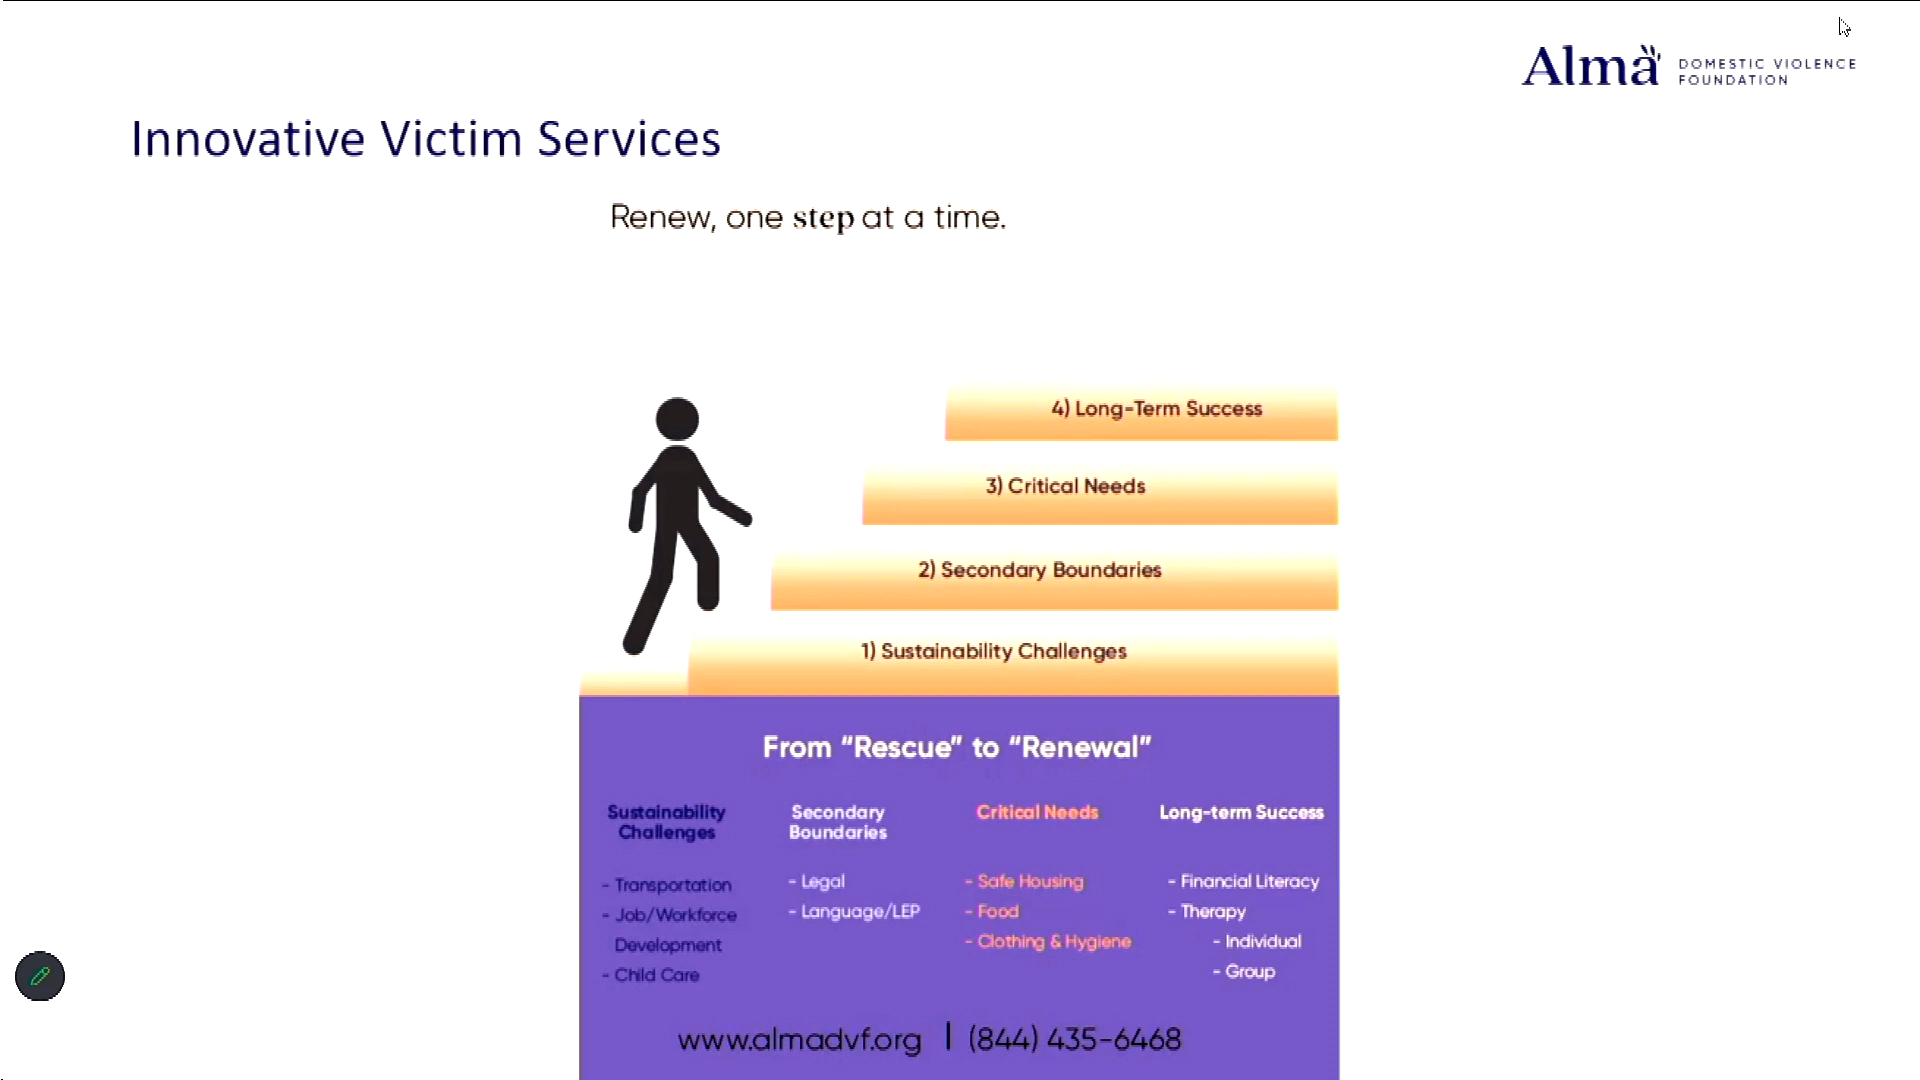 Almă DOMESTIC VIOLENCE
FOUNDATION
Innovative Victim Services
Renew, one step at a time.
4) Long-Term Success
3) Critical Needs
2) Secondary Boundaries
1) Sustainability Challenges
From “Rescue” to “Renewal”
Sustainability
Challenges
- Transportation
- Job/Workforce
Development
- Child Care
Secondary
Boundaries
- Legal
- Language/LEP
Critical Needs
- Safe Housing
- Food
- Clothing & Hygiene
Long-term Success
- Financial Literacy
- Therapy
- Individual
- Group
www.almadvf.org | (844) 435-6468